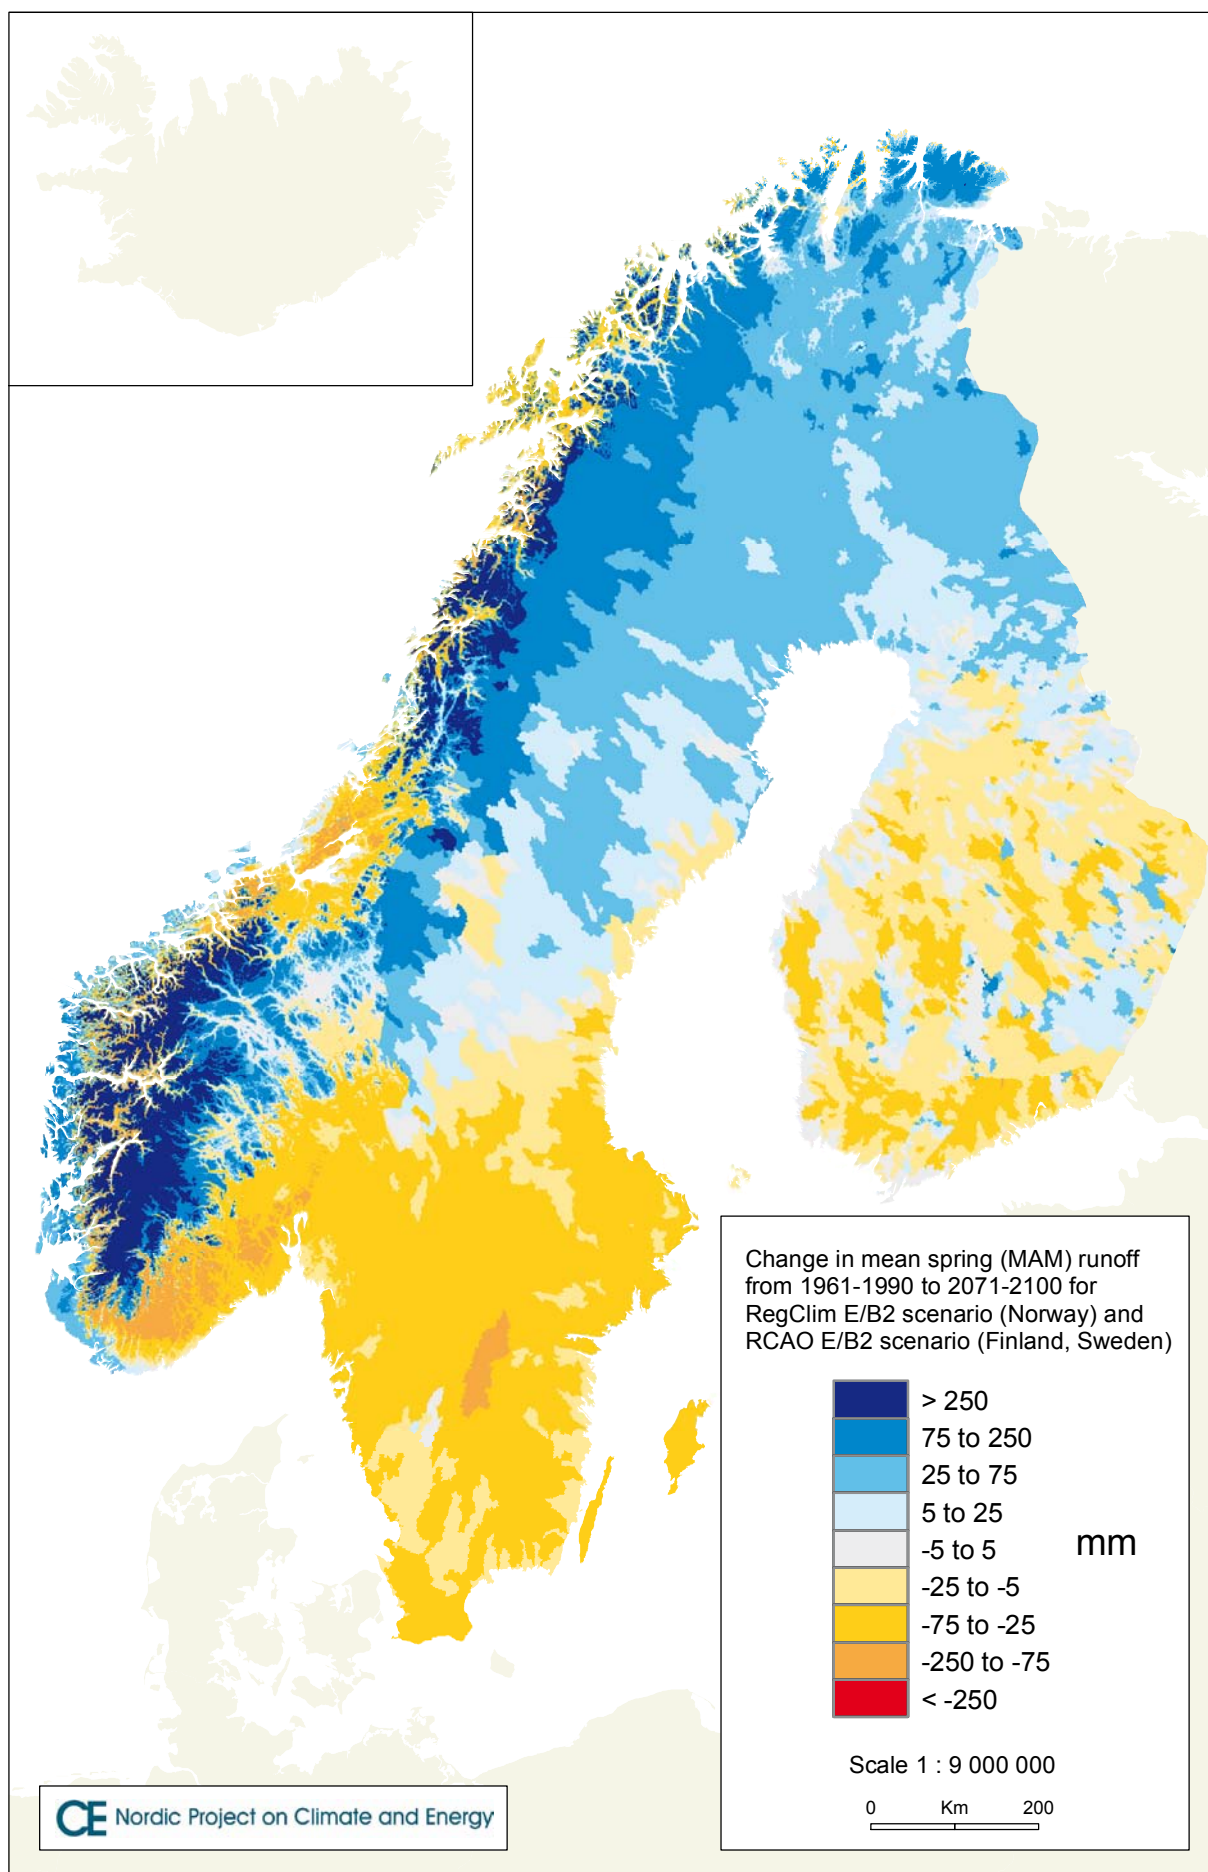 Change in mean spring (MAM) runoff
from 1961-1990 to 2071-2100 for
RegClim E/B2 scenario (Norway) and
RCAO E/B2 scenario (Finland, Sweden)
> 250
75 to 250
25 to 75
5 to 25
-5 to 5
mm
-25 to -5
-75 to -25
-250 to -75
< -250
Scale 1 : 9 000 000
0 Km 200
CE Nordic Project on Climate and Energy